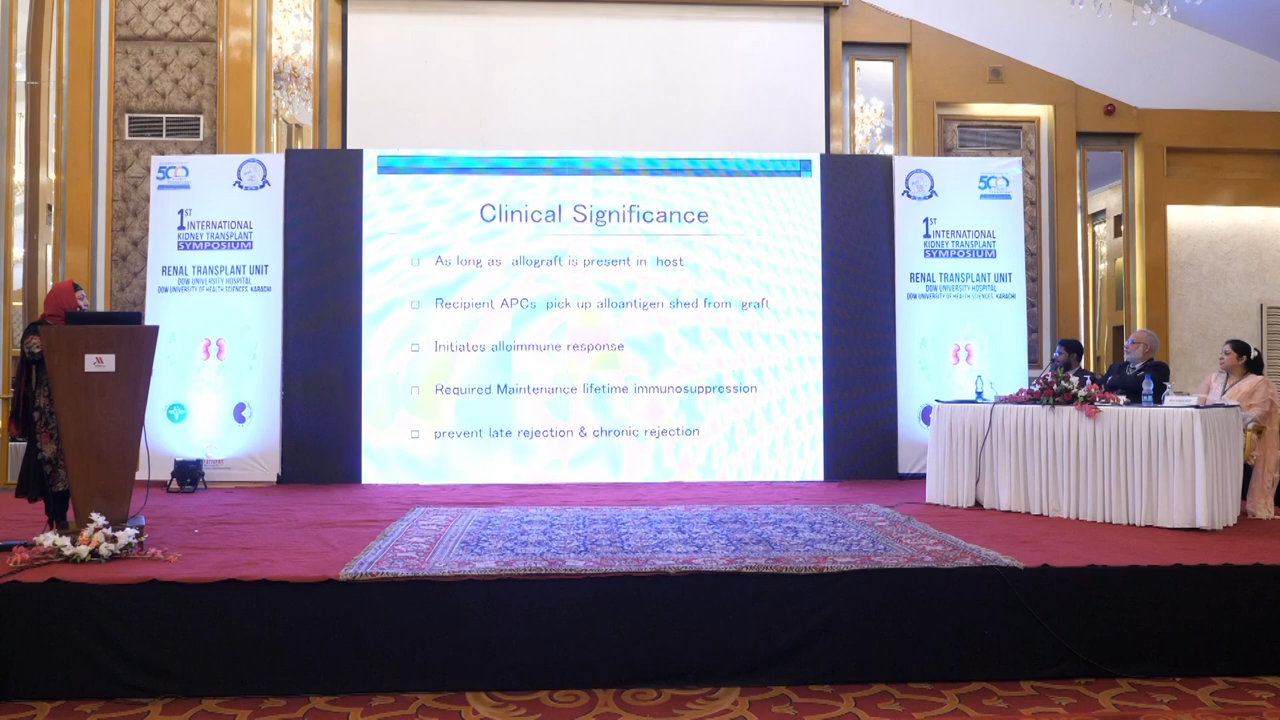 500
1ST
INTERNATIONAL
KIDNEY TRANSPLANT
SYMPOSIUM
RENAL TRANSPLANT UNIT
DOW UNIVERSITY HOSPITAL
DOW UNIVERSITY OF HEALTH SCIENCES, KARACHI
Clinical Significance
As long as allograft is present in host
Recipient APCs pick up alloantigen shed from graft
Initiates alloimmune response
Required Maintenance lifetime immunosuppression
prevent late rejection & chronic rejection
500
1ST
INTERNATIONAL
KIDNEY TRANSPLANT
SYMPOSIUM
RENAL TRANSPLANT UNIT
DOW UNIVERSITY HOSPITAL
DOW UNIVERSITY OF HEALTH SCIENCES, KARACHI